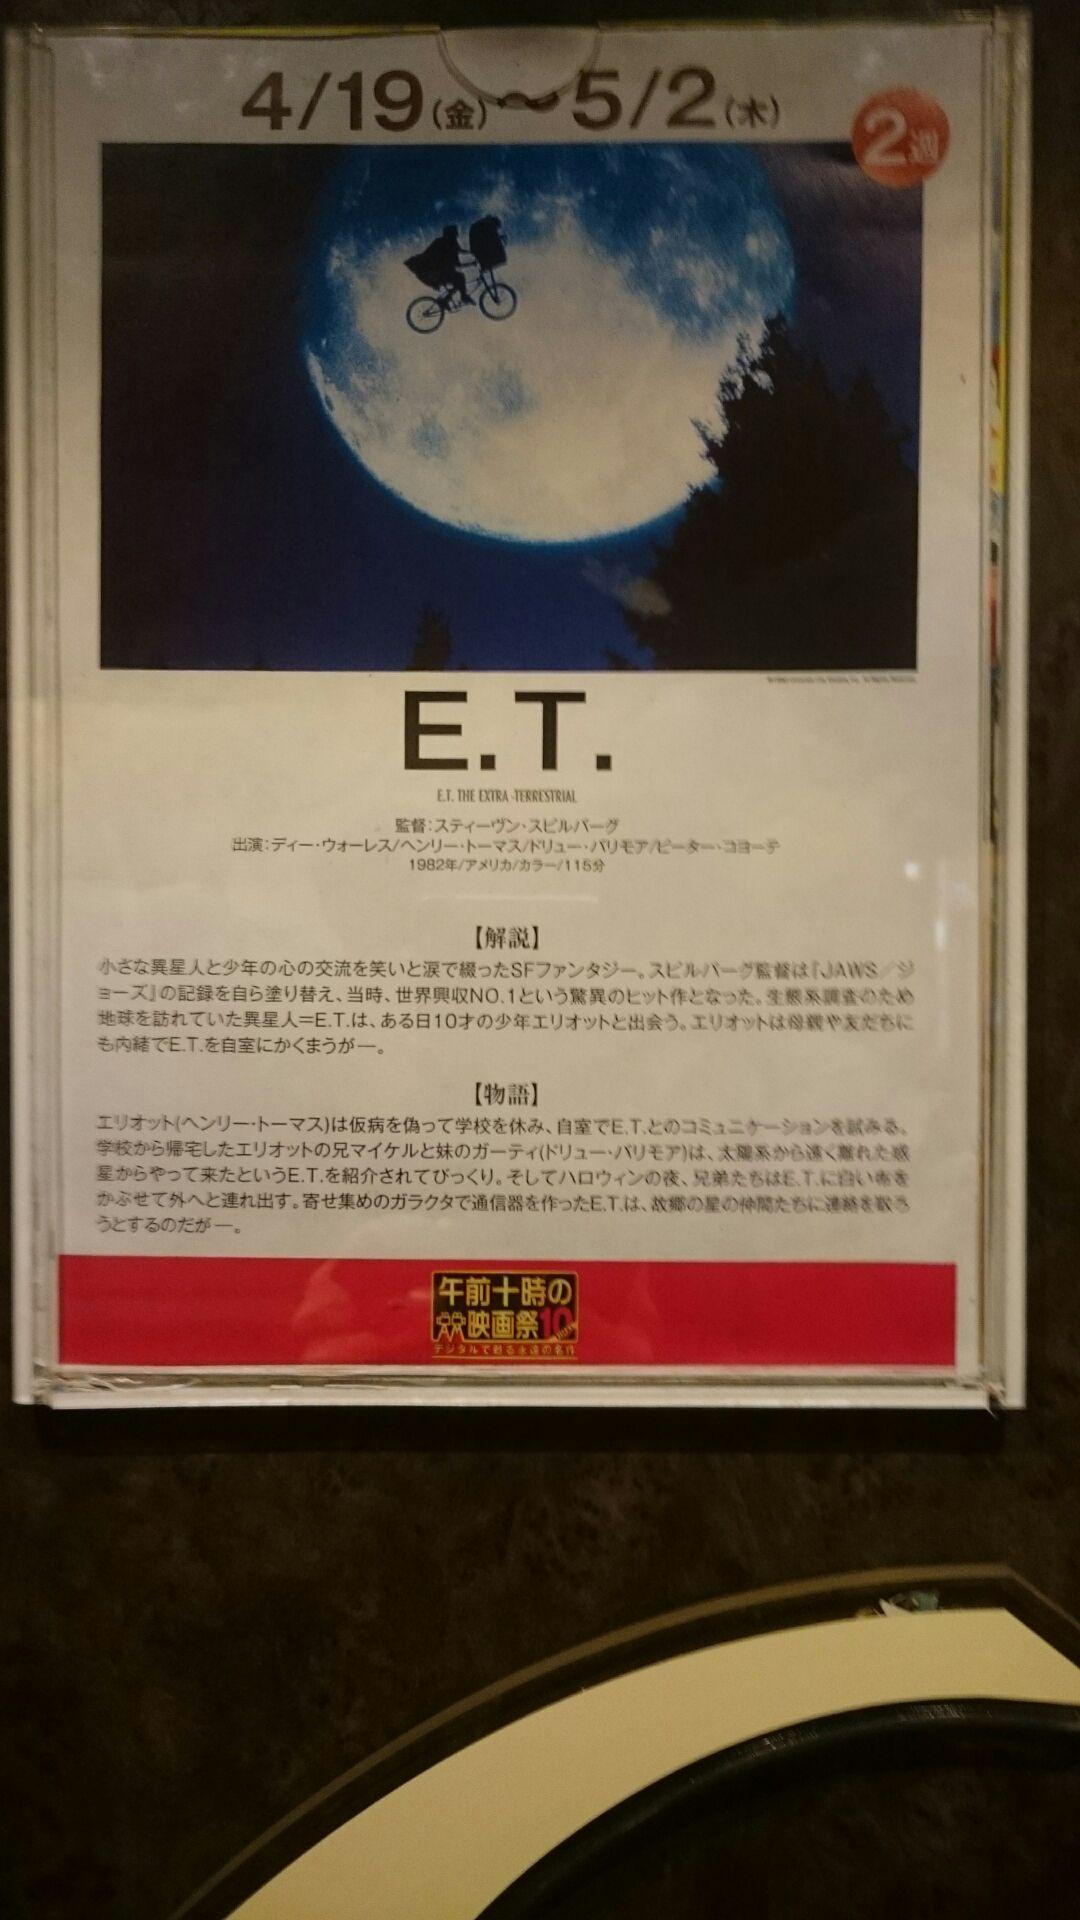 4/19(金)~5/2(木)
2週
E.T.
E.T. THE EXTRA-TERRESTRIAL
監督：スティーヴン・スピルバーグ
出演：ディー・ウォーレス/ヘンリー・トーマス/ドリュー・バリモア/ピーター・コヨーテ
1982年/アメリカ/カラー/115分
【解説】
小さな異星人と少年の心の交流を笑いと涙で綴ったSFファンタジー。スピルバーグ監督は『JAWS／ジ
ョーズ』の記録を自ら塗り替え、当時、世界興収NO.1という驚異のヒット作となった。生態系調査のため
地球を訪れていた異星人＝E.T.は、ある日10才の少年エリオットと出会う。エリオットは母親や友だちに
も内緒でE.T.を自室にかくまうが―。
【物語】
エリオット(ヘンリー・トーマス)は仮病を偽って学校を休み、自室でE.T.とのコミュニケーションを試みる。
学校から帰宅したエリオットの兄マイケルと妹のガーティ(ドリュー・バリモア)は、太陽系から遠く離れた惑
星からやって来たというE.T.を紹介されてびっくり。そしてハロウィンの夜、兄弟たちはE.T.に白い布を
かぶせて外へと連れ出す。寄せ集めのガラクタで通信器を作ったE.T.は、故郷の星の仲間たちに連絡を取ろ
うとするのだが―。
午前十時の
映画祭10
デジタルで甦る永遠の名作